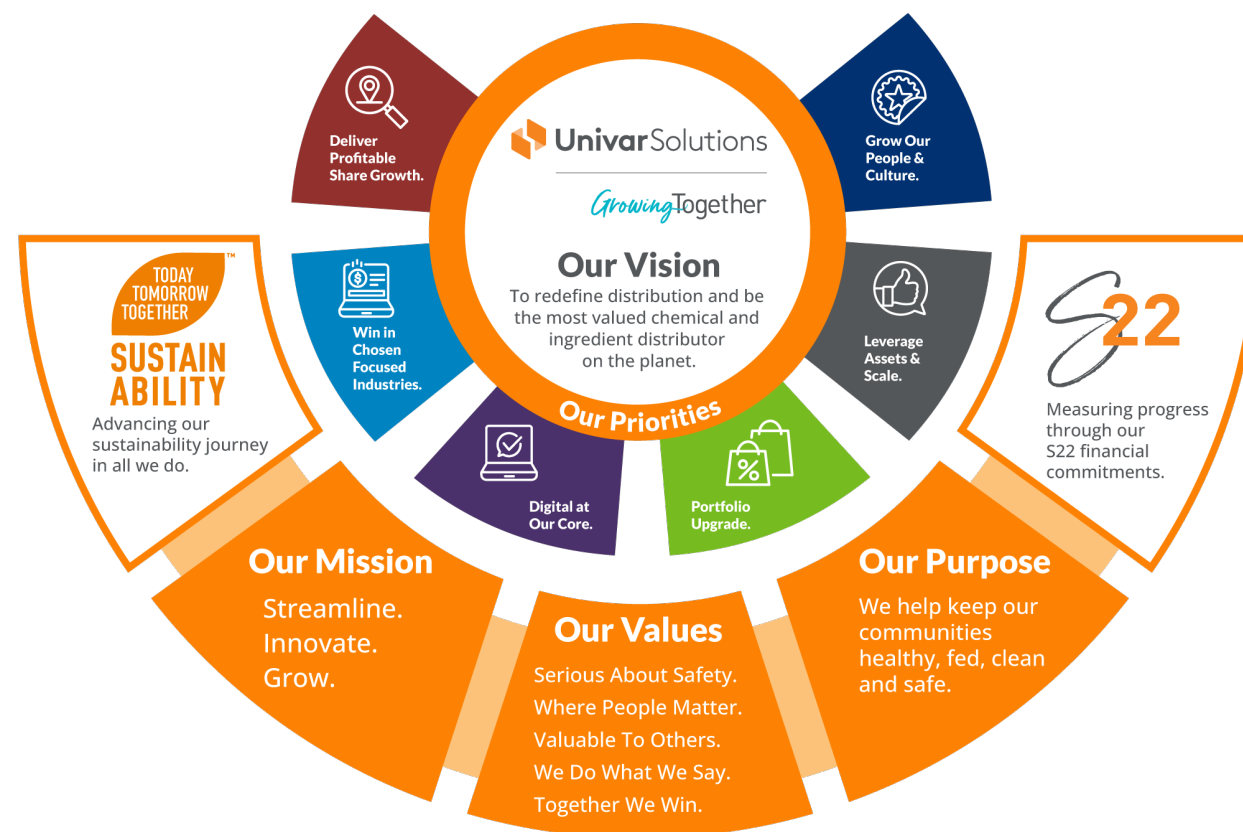 UnivarSolutions
GrowingTogether
Our Vision
To redefine distribution and be
the most valued chemical and
ingredient distributor
on the planet.
Our Priorities
Deliver
Profitable
Share Growth.
Win in
Chosen
Focused
Industries.
Digital at
Our Core.
Portfolio
Upgrade.
%
Leverage
Assets &
Scale.
Grow Our
People &
Culture.
$
TODAY
TOMORROW
TOGETHER
™
SUSTAIN
ABILITY
Advancing our
sustainability journey
in all we do.
Our Mission
Streamline.
Innovate.
Grow.
Our Values
Serious About Safety.
Where People Matter.
Valuable To Others.
We Do What We Say.
Together We Win.
Our Purpose
We help keep our
communities
healthy, fed, clean
and safe.
S22
Measuring progress
through our
S22 financial
commitments.